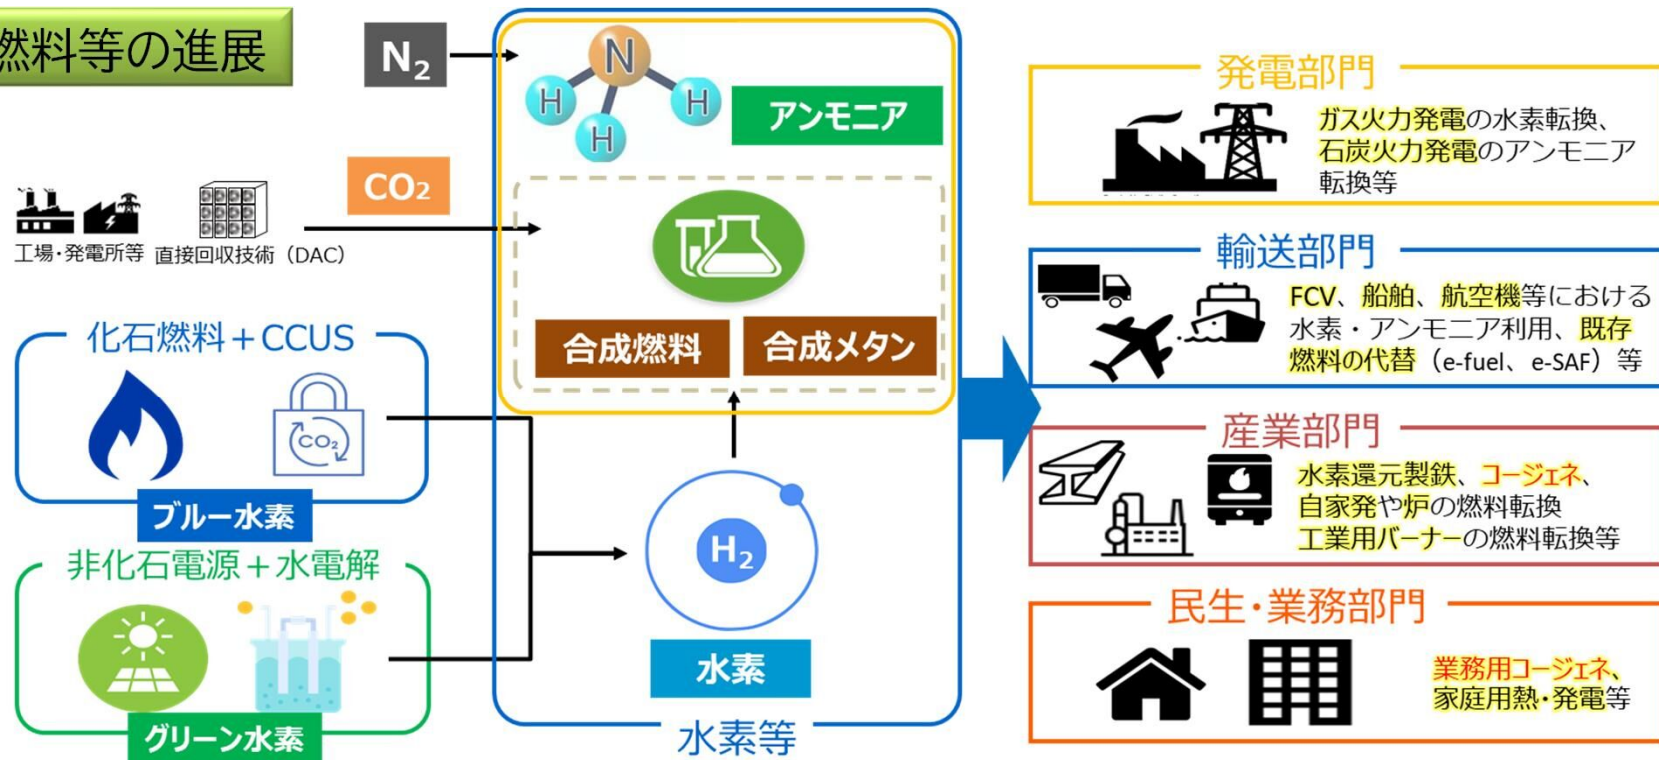 燃料等の進展
N₂
N
H
H
H
アンモニア
CO₂
工場・発電所等
直接回収技術（DAC）
合成燃料
合成メタン
化石燃料＋CCUS
CO₂
ブルー水素
非化石電源＋水電解
グリーン水素
H₂
水素
水素等
発電部門
ガス火力発電の水素転換、
石炭火力発電のアンモニア
転換等
輸送部門
FCV、船舶、航空機等における
水素・アンモニア利用、既存
燃料の代替（e-fuel、e-SAF）等
産業部門
水素還元製鉄、コージェネ、
自家発や炉の燃料転換
工業用バーナーの燃料転換等
民生・業務部門
業務用コージェネ、
家庭用熱・発電等